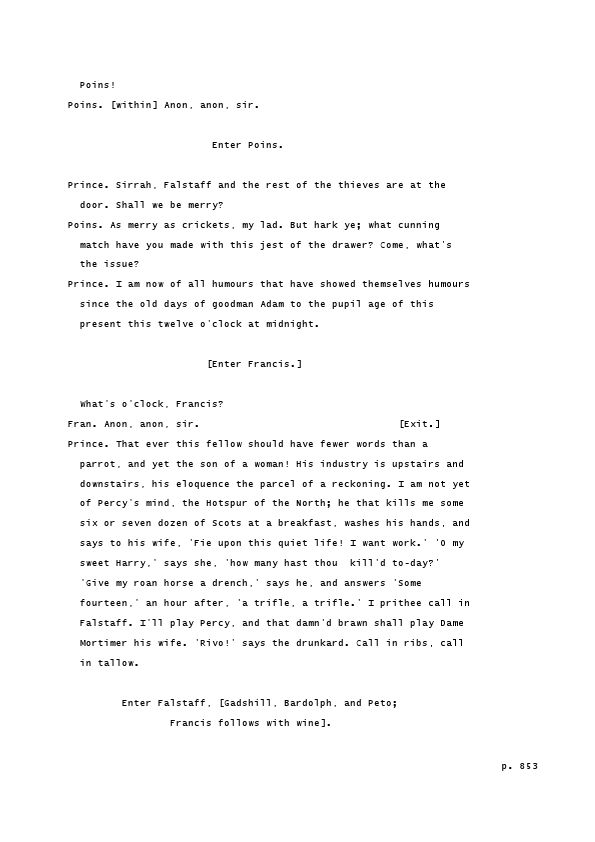 Poins!
Poins. [within] Anon, anon, sir.
Enter Poins.
Prince. Sirrah, Falstaff and the rest of the thieves are at the
door. Shall we be merry?
Poins. As merry as crickets, my lad. But hark ye; what cunning
match have you made with this jest of the drawer? Come, what's
the issue?
Prince. I am now of all humours that have showed themselves humours
since the old days of goodman Adam to the pupil age of this
present this twelve o'clock at midnight.
[Enter Francis.]
What's o'clock, Francis?
Fran. Anon, anon, sir. [Exit.]
Prince. That ever this fellow should have fewer words than a
parrot, and yet the son of a woman! His industry is upstairs and
downstairs, his eloquence the parcel of a reckoning. I am not yet
of Percy's mind, the Hotspur of the North; he that kills me some
six or seven dozen of Scots at a breakfast, washes his hands, and
says to his wife, 'Fie upon this quiet life! I want work.' 'O my
sweet Harry,' says she, 'how many hast thou  kill'd to-day?'
'Give my roan horse a drench,' says he, and answers 'Some
fourteen,' an hour after, 'a trifle, a trifle.' I prithee call in
Falstaff. I'll play Percy, and that damn'd brawn shall play Dame
Mortimer his wife. 'Rivo!' says the drunkard. Call in ribs, call
in tallow.
Enter Falstaff, [Gadshill, Bardolph, and Peto;
Francis follows with wine].
p. 853